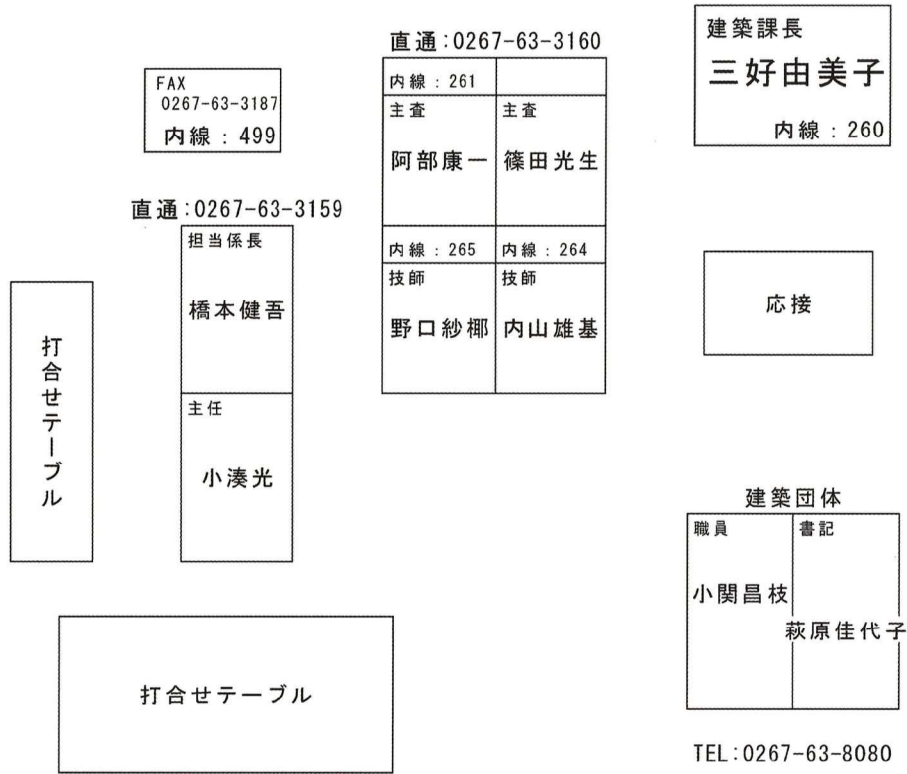 建築課長
三好由美子
内線：260
直通:0267-63-3160
内線：261
主査
阿部康一
主査
篠田光生
内線：265
内線：264
技師
野口紗椰
技師
内山雄基
FAX
0267-63-3187
内線：499
直通:0267-63-3159
担当係長
橋本健吾
主任
小湊光
打合せテーブル
応接
建築団体
職員
小関昌枝
書記
萩原佳代子
TEL:0267-63-8080
打合せテーブル